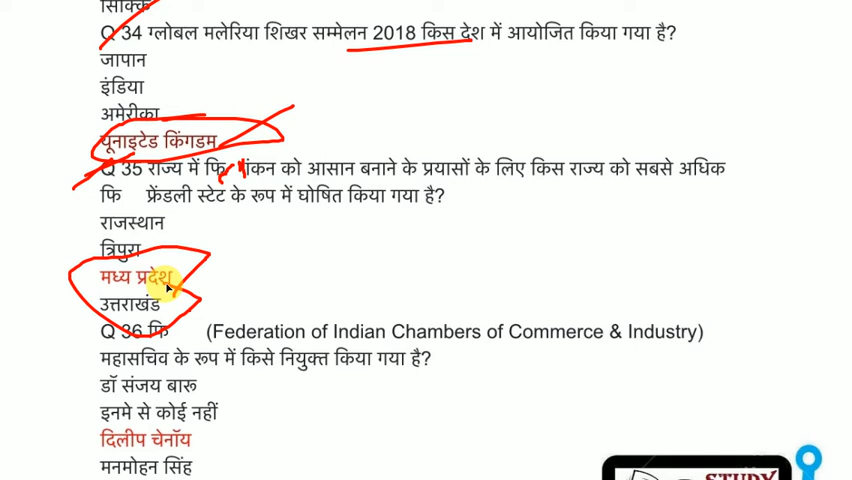 सिक्कि
Q 34 ग्लोबल मलेरिया शिखर सम्मेलन 2018 किस देश में आयोजित किया गया है?
जापान
इंडिया
अमेरीका
यूनाइटेड किंगडम
Q 35 राज्य में फि ांकन को आसान बनाने के प्रयासों के लिए किस राज्य को सबसे अधिक
फि फ्रेंडली स्टेट के रूप में घोषित किया गया है?
राजस्थान
त्रिपुरा
मध्य प्रदेश
उत्तराखंड
Q 36 फि (Federation of Indian Chambers of Commerce & Industry)
महासचिव के रूप में किसे नियुक्त किया गया है?
डॉ संजय बारू
इनमे से कोई नहीं
दिलीप चेनॉय
मनमोहन सिंह
STUDY